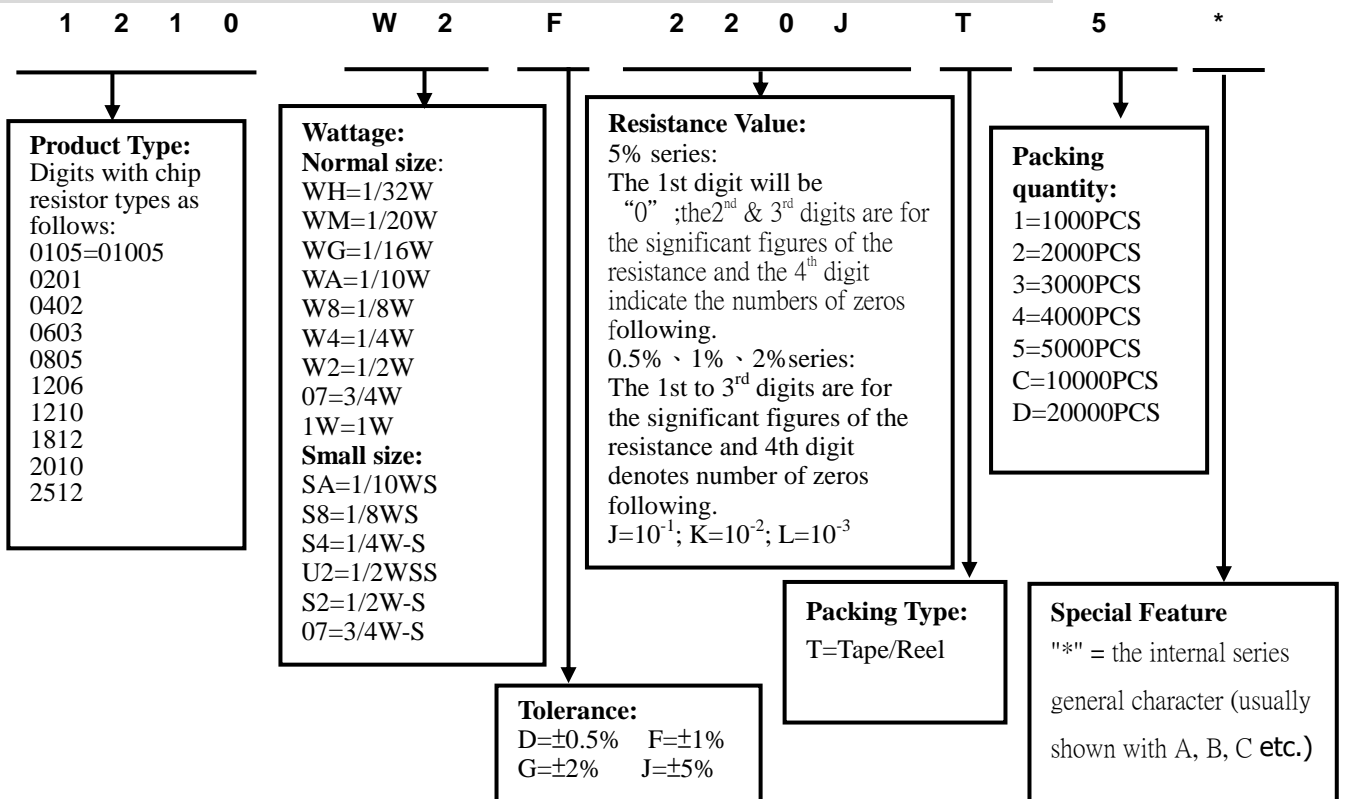 1 2 1 0 W 2 F 2 2 0 J T 5 *
Product Type:
Digits with chip
resistor types as
follows:
0105=01005
0201
0402
0603
0805
1206
1210
1812
2010
2512
Wattage:
Normal size:
WH=1/32W
WM=1/20W
WG=1/16W
WA=1/10W
W8=1/8W
W4=1/4W
W2=1/2W
07=3/4W
1W=1W
Small size:
SA=1/10WS
S8=1/8WS
S4=1/4W-S
U2=1/2WSS
S2=1/2W-S
07=3/4W-S
Tolerance:
D=±0.5% F=±1%
G=±2% J=±5%
Resistance Value:
5% series:
The 1st digit will be
“0” ;the2nd & 3rd digits are for
the significant figures of the
resistance and the 4th digit
indicate the numbers of zeros
following.
0.5%、1%、2%series:
The 1st to 3rd digits are for
the significant figures of the
resistance and 4th digit
denotes number of zeros
following.
J=10-1; K=10-2; L=10-3
Packing Type:
T=Tape/Reel
Packing
quantity:
1=1000PCS
2=2000PCS
3=3000PCS
4=4000PCS
5=5000PCS
C=10000PCS
D=20000PCS
Special Feature
"*" = the internal series
general character (usually
shown with A, B, C etc.)